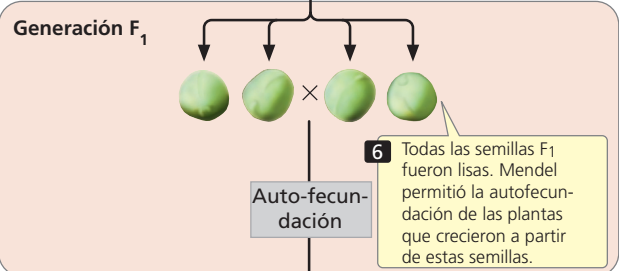 Generación F1
×
6 Todas las semillas F1
fueron lisas. Mendel
permitió la autofecun-
dación de las plantas
que crecieron a partir
de estas semillas.
Auto-fecun-
dación